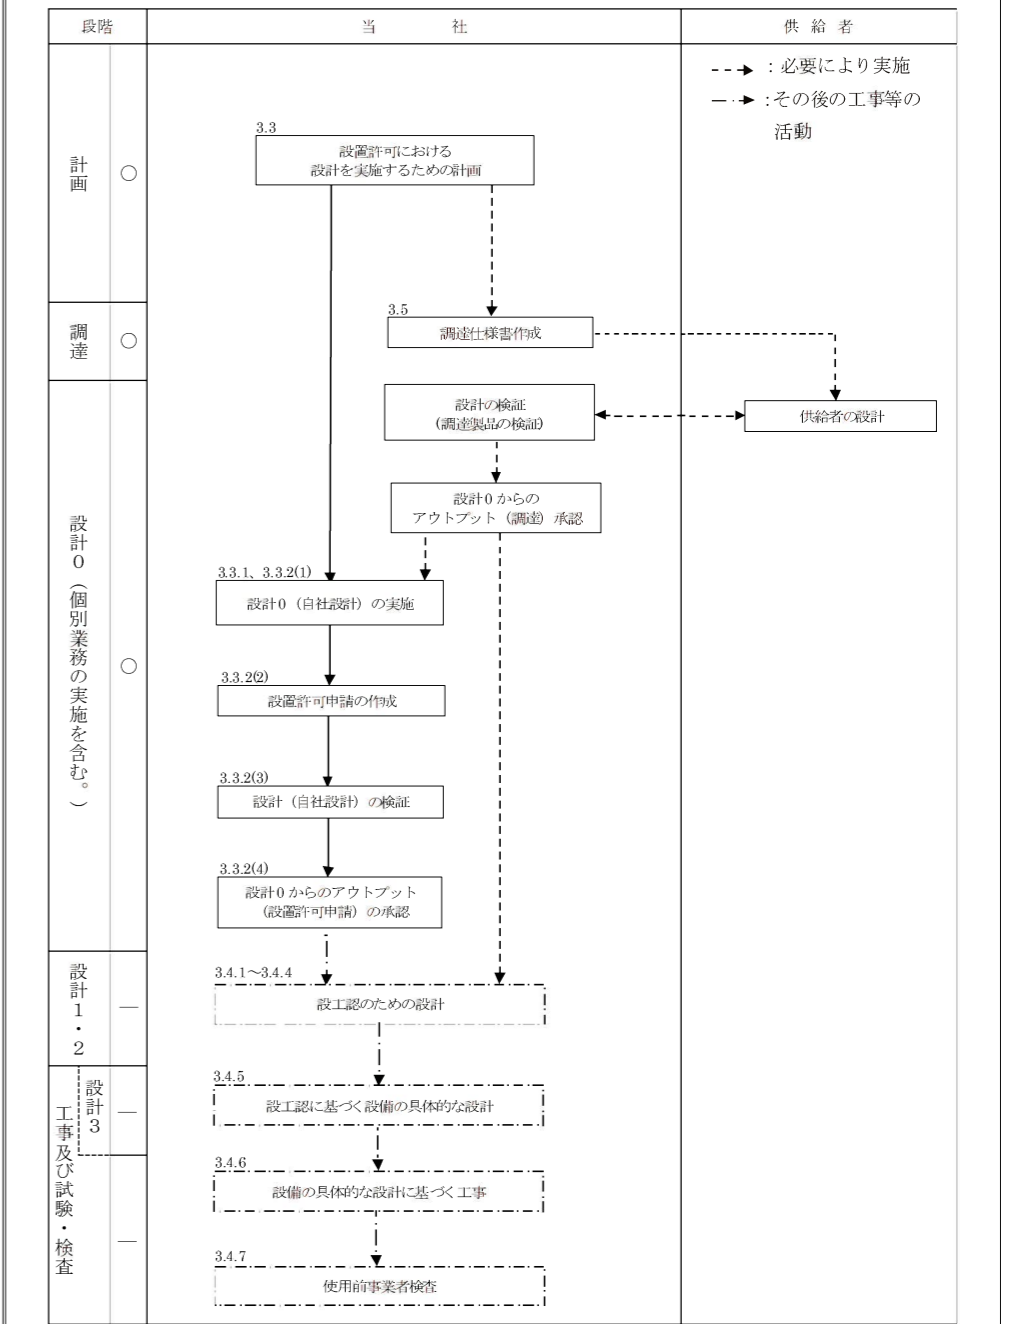 段階
当社
供給者
: 必要により実施
: その後の工事等の
活動
計画
○
3.3
設置許可における
設計を実施するための計画
調達
○
3.5
調達仕様書作成
設計の検証
(調達製品の検証)
供給者の設計
設計0からの
アウトプット（調達）承認
設計0（個別業務の実施を含む。）
○
3.3.1、3.3.2(1)
設計0（自社設計）の実施
3.3.2(2)
設置許可申請の作成
3.3.2(3)
設計（自社設計）の検証
3.3.2(4)
設計0からのアウトプット
（設置許可申請）の承認
設計1・2
―
3.4.1～3.4.4
設工認のための設計
工事及び試験・検査
設計3
―
3.4.5
設工認に基づく設備の具体的な設計
―
3.4.6
設備の具体的な設計に基づく工事
3.4.7
使用前事業者検査